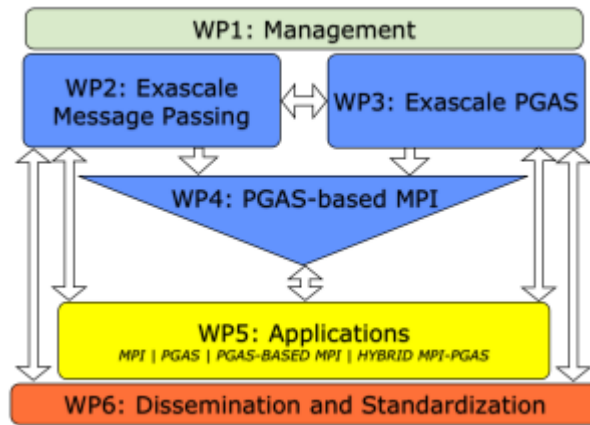 WP1: Management
WP2: Exascale
Message Passing
WP3: Exascale PGAS
WP4: PGAS-based MPI
WP5: Applications
MPI | PGAS | PGAS-BASED MPI | HYBRID MPI-PGAS
WP6: Dissemination and Standardization